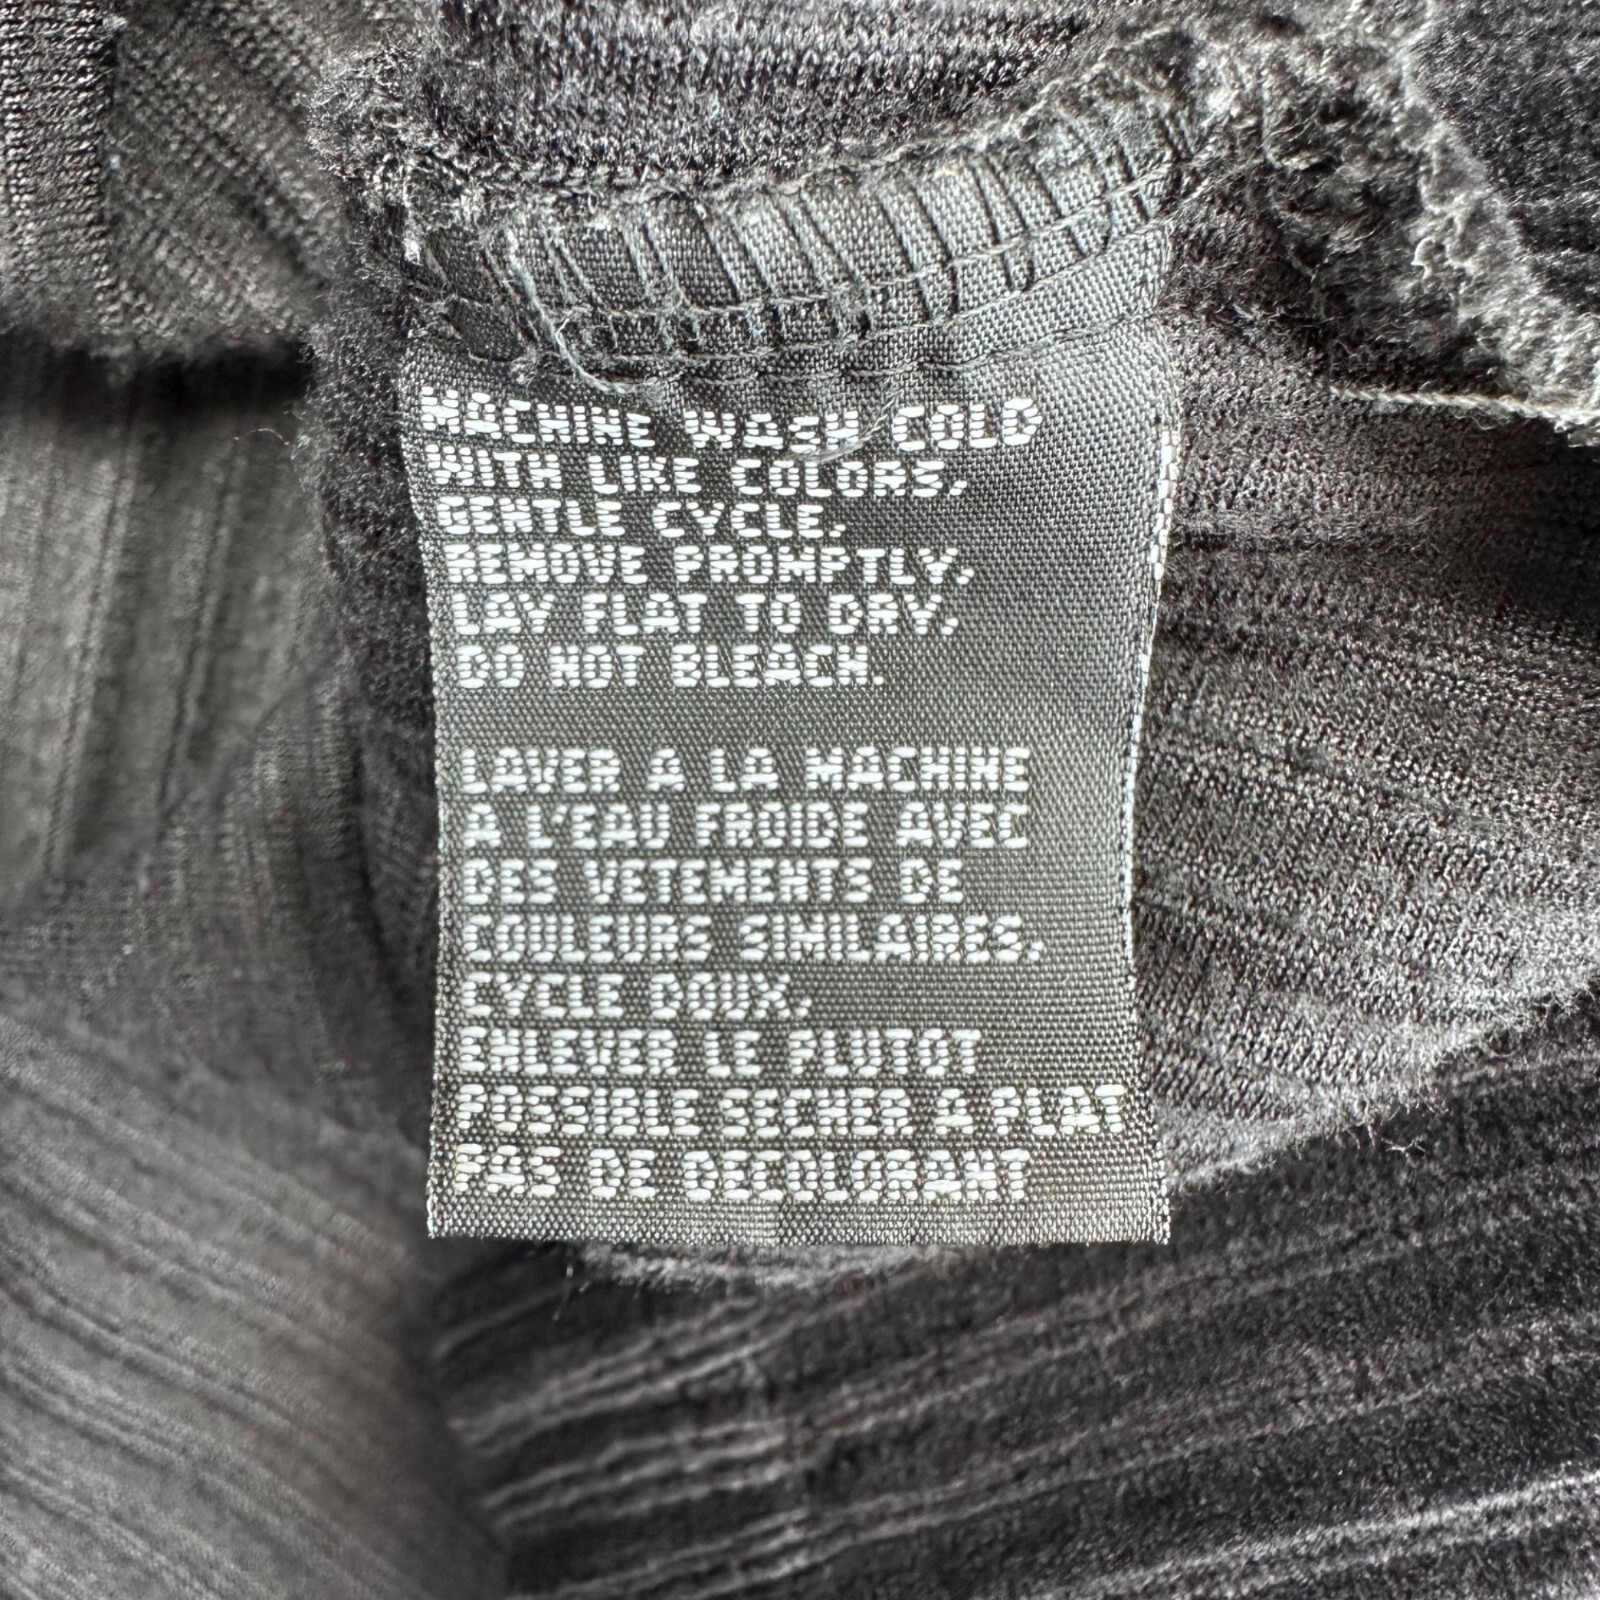 MACHINE WASH COLD
WITH LIKE COLORS,
GENTLE CYCLE.
REMOVE PROMPTLY,
LAY FLAT TO DRY.
DO NOT BLEACH.
LAVER A LA MACHINE
A L'EAU FROIDE AVEC
DES VETEMENTS DE
COULEURS SIMILAIRES,
CYCLE DOUX.
ENLEVER LE PLUTOT
POSSIBLE SECHER A PLAT
PAS DE DECOLORANT